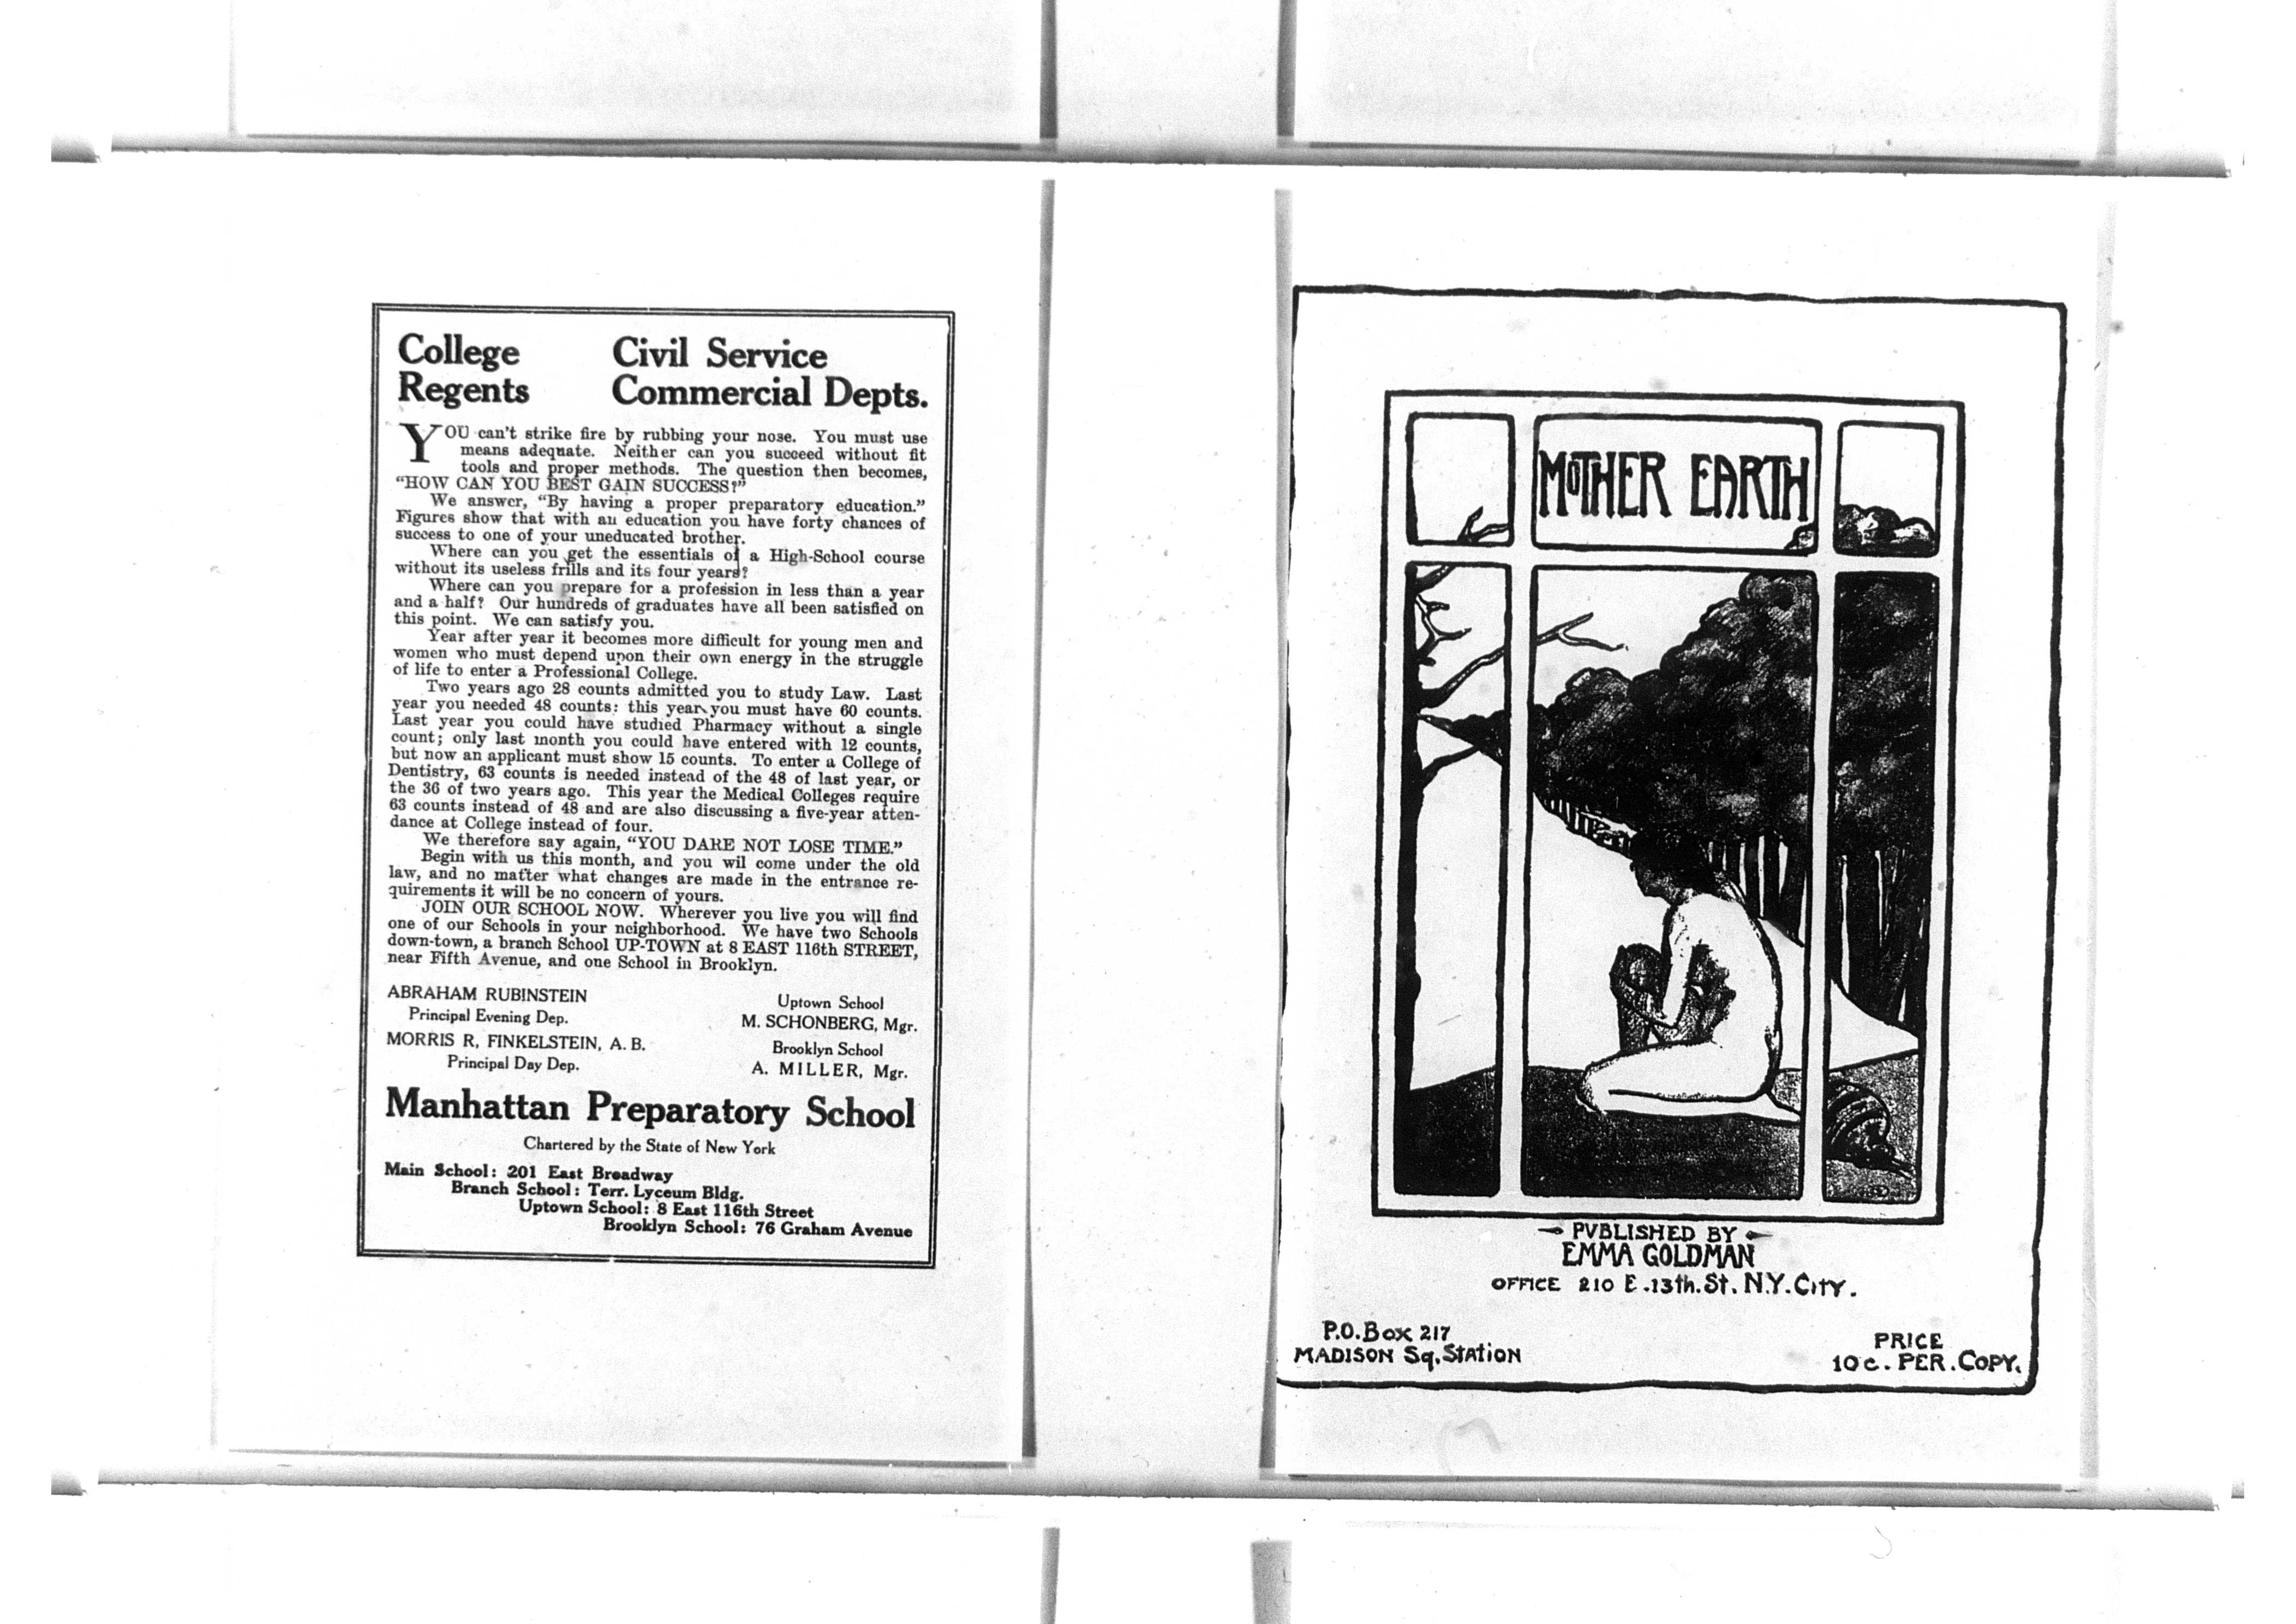 College
Regents
Civil Service
Commercial Depts.
YOU can't strike fire by rubbing your nose. You must use
means adequate. Neither can you succeed without fit
tools and proper methods. The question then becomes,
“HOW CAN YOU BEST GAIN SUCCESS?”
We answer, “By having a proper preparatory education.”
Figures show that with an education you have forty chances of
success to one of your uneducated brother.
Where can you get the essentials of a High-School course
without its useless frills and its four years?
Where can you prepare for a profession in less than a year
and a half? Our hundreds of graduates have all been satisfied on
this point. We can satisfy you.
Year after year it becomes more difficult for young men and
women who must depend upon their own energy in the struggle
of life to enter a Professional College.
Two years ago 28 counts admitted you to study Law. Last
year you needed 48 counts: this year you must have 60 counts.
Last year you could have studied Pharmacy without a single
count; only last month you could have entered with 12 counts,
but now an applicant must show 15 counts. To enter a College of
Dentistry, 63 counts is needed instead of the 48 of last year, or
the 36 of two years ago. This year the Medical Colleges require
63 counts instead of 48 and are also discussing a five-year atten-
dance at College instead of four.
We therefore say again, “YOU DARE NOT LOSE TIME.”
Begin with us this month, and you wil come under the old
law, and no matter what changes are made in the entrance re-
quirements it will be no concern of yours.
JOIN OUR SCHOOL NOW. Wherever you live you will find
one of our Schools in your neighborhood. We have two Schools
down-town, a branch School UP-TOWN at 8 EAST 116th STREET,
near Fifth Avenue, and one School in Brooklyn.
ABRAHAM RUBINSTEIN
Principal Evening Dep.
MORRIS R, FINKELSTEIN, A. B.
Principal Day Dep.
Uptown School
M. SCHONBERG, Mgr.
Brooklyn School
A. MILLER, Mgr.
Manhattan Preparatory School
Chartered by the State of New York
Main School: 201 East Broadway
Branch School: Terr. Lyceum Bldg.
Uptown School: 8 East 116th Street
Brooklyn School: 76 Graham Avenue
MOTHER EARTH
PVBLISHED BY
EMMA GOLDMAN
OFFICE 210 E.13th.St. N.Y.CITY.
P.O.Box 217
MADISON Sq. STATION
PRICE
10c. PER. COPY.